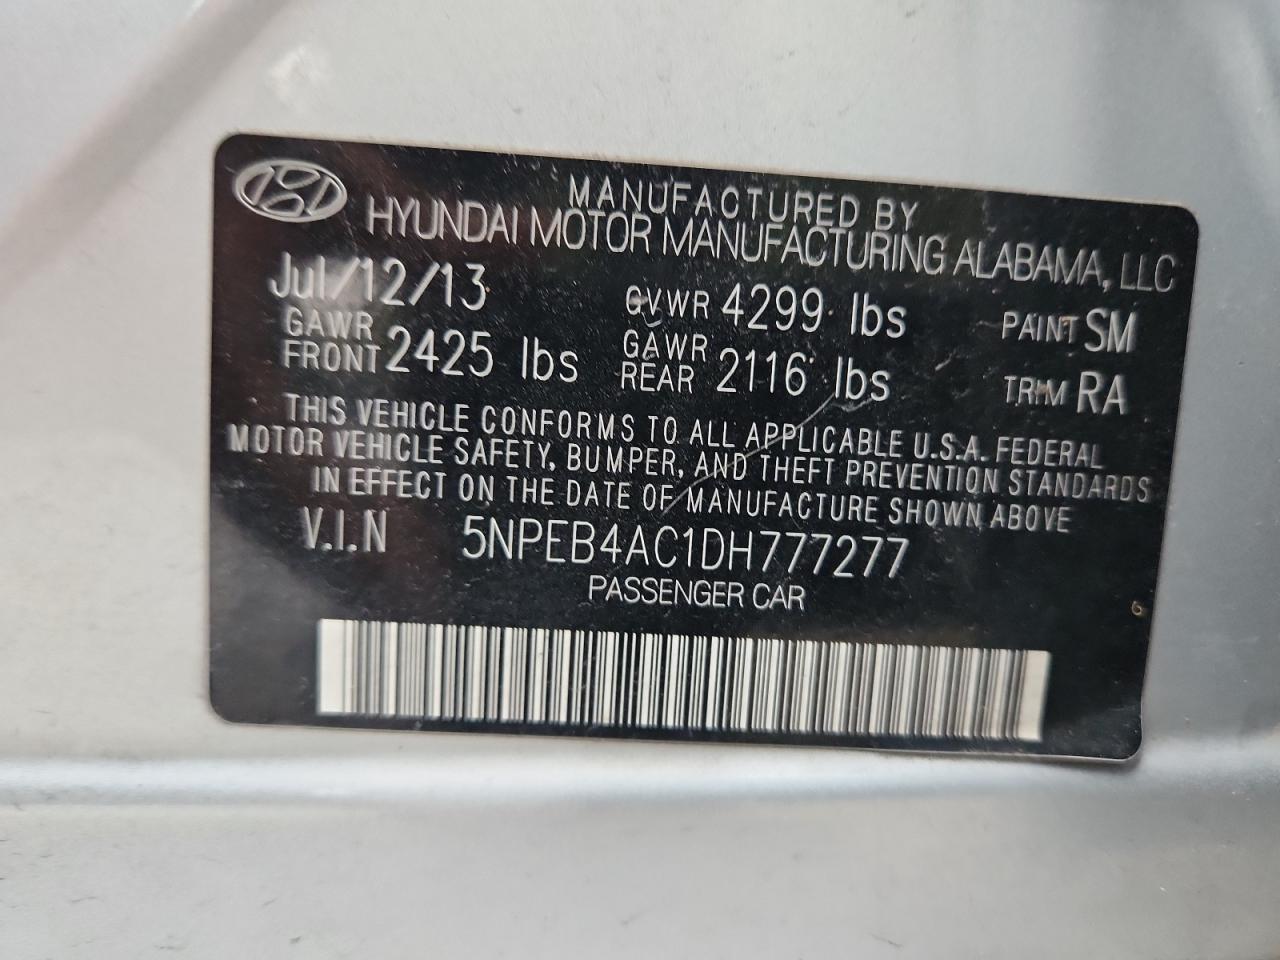 MANUFACTURED BY
HYUNDAI MOTOR MANUFACTURING ALABAMA, LLC
Jul/12/13 GVWR 4299 lbs PAINT SM
GAWR FRONT 2425 lbs GAWR REAR 2116 lbs TRIM RA
THIS VEHICLE CONFORMS TO ALL APPLICABLE U.S.A. FEDERAL
MOTOR VEHICLE SAFETY, BUMPER, AND THEFT PREVENTION STANDARDS
IN EFFECT ON THE DATE OF MANUFACTURE SHOWN ABOVE
V.I.N 5NPEB4AC1DH777277
PASSENGER CAR
6